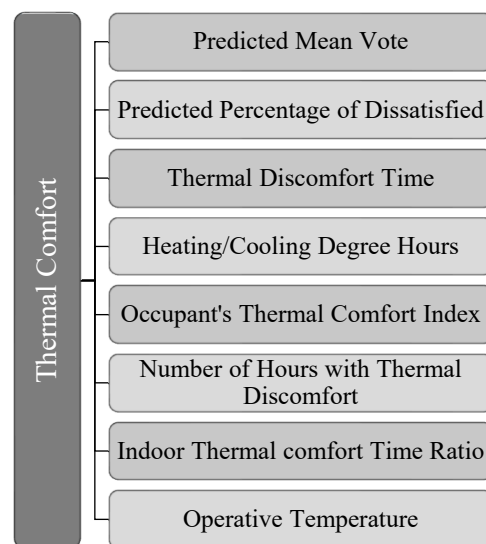 Thermal Comfort
Predicted Mean Vote
Predicted Percentage of Dissatisfied
Thermal Discomfort Time
Heating/Cooling Degree Hours
Occupant's Thermal Comfort Index
Number of Hours with Thermal
Discomfort
Indoor Thermal comfort Time Ratio
Operative Temperature